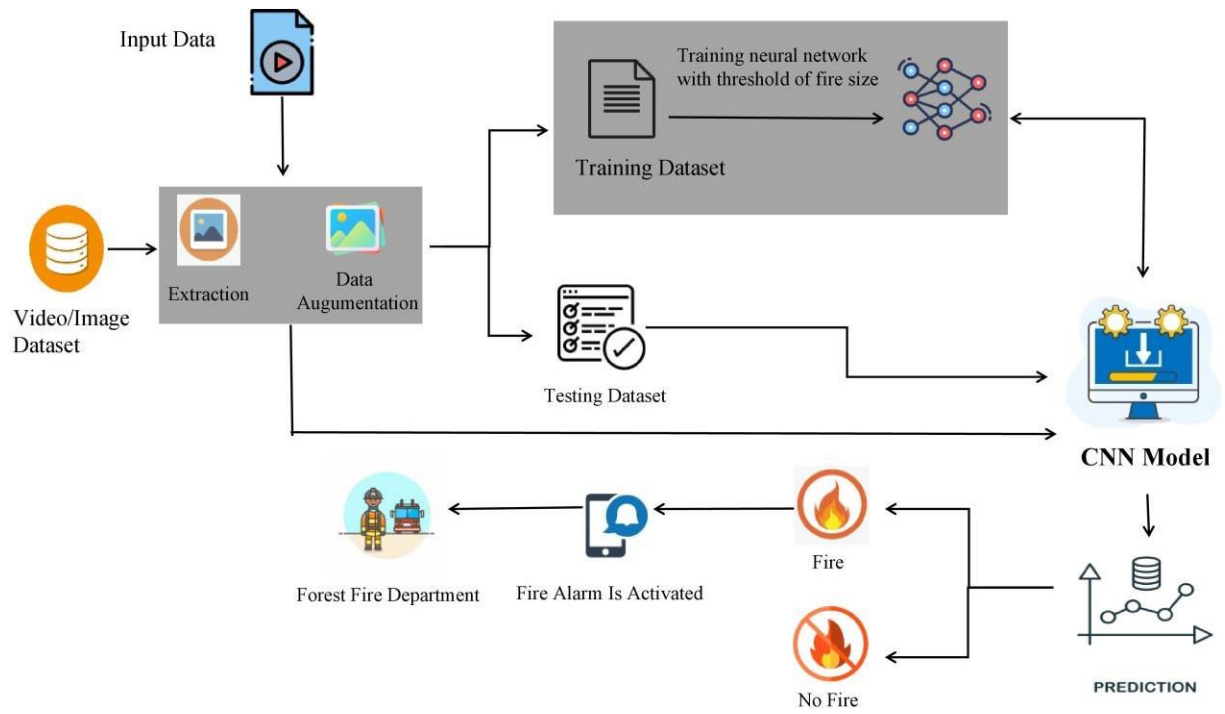 Input Data
Training neural network
with threshold of fire size
Training Dataset
Extraction
Data
Augumentation
Video/Image
Dataset
Testing Dataset
CNN Model
Fire
Forest Fire Department
Fire Alarm Is Activated
No Fire
PREDICTION